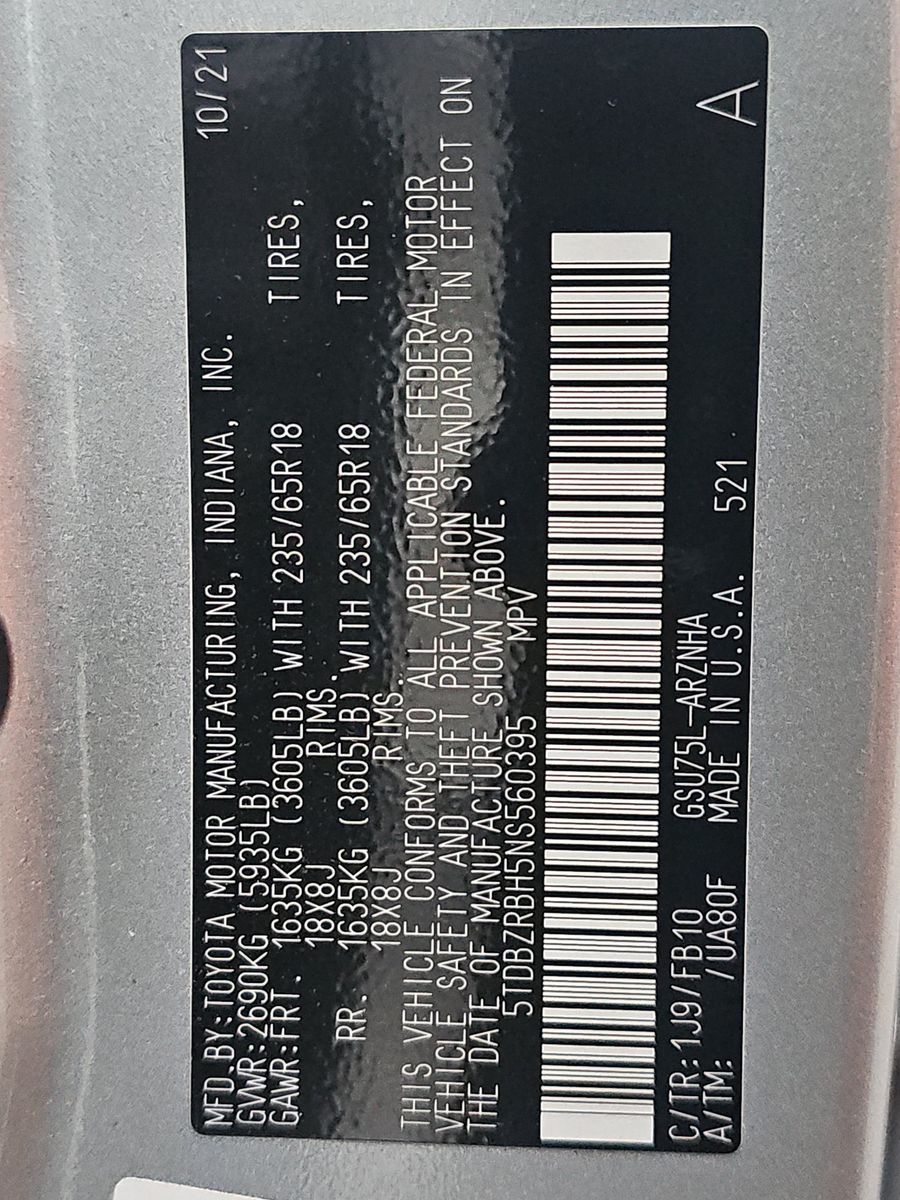 MFD.BY:TOYOTA MOTOR MANUFACTURING, INDIANA, INC. 10/21
GVWR:2690KG (5935LB)
GAWR:FRT. 1635KG (3605LB) WITH 235/65R18 TIRES,
18X8J RIMS.
RR. 1635KG (3605LB) WITH 235/65R18 TIRES,
18X8J RIMS.
THIS VEHICLE CONFORMS TO ALL APPLICABLE FEDERAL MOTOR
VEHICLE SAFETY AND THEFT PREVENTION STANDARDS IN EFFECT ON
THE DATE OF MANUFACTURE SHOWN ABOVE.
5TDBZRBH5NS560395 MPV
C/TR:1J9/FB10 GSU75L-ARZNHA
A/TM: /UA80F MADE IN U.S.A. 521 A